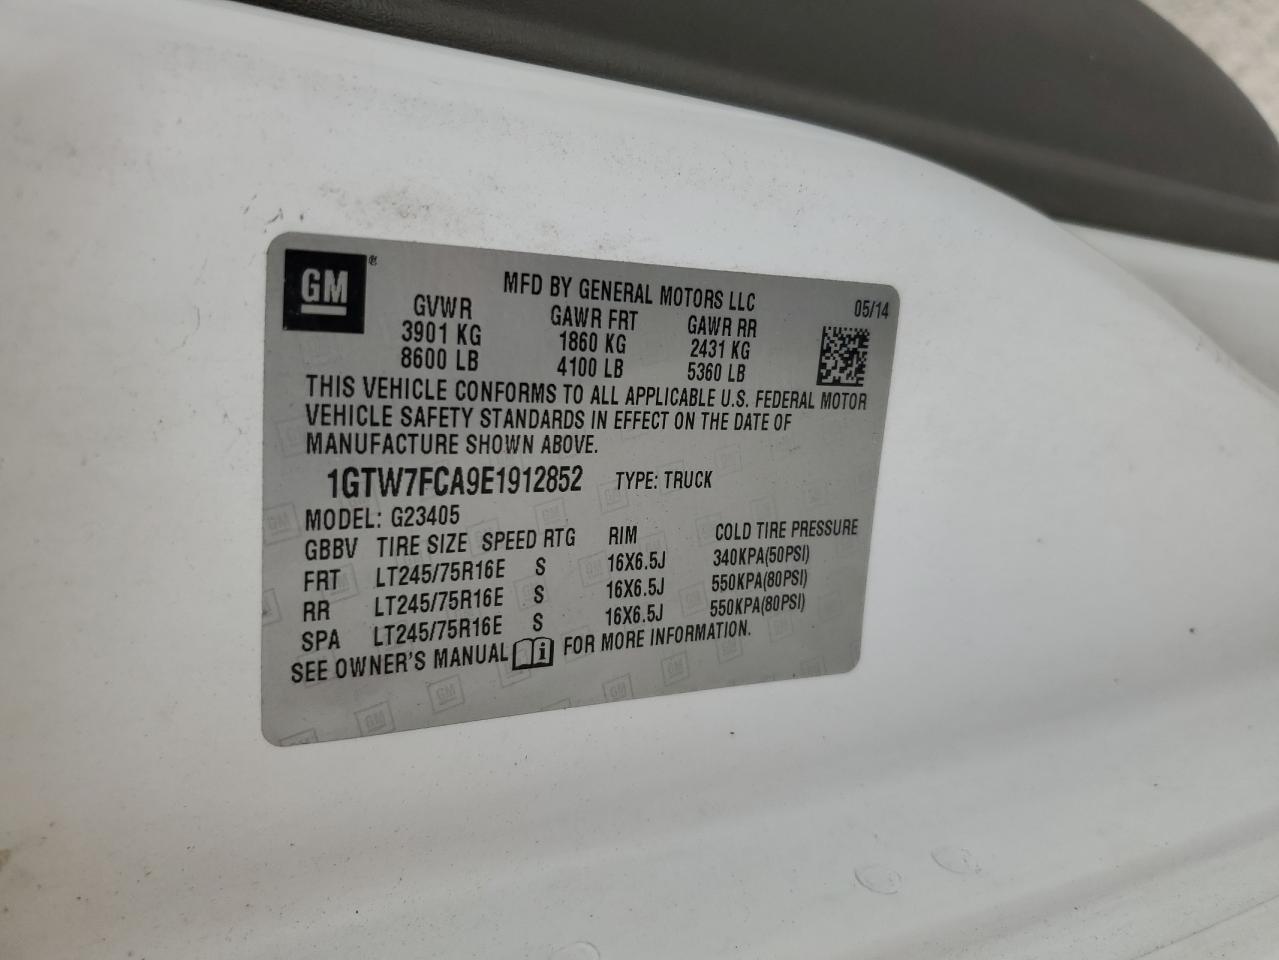 GM
MFD BY GENERAL MOTORS LLC
05/14
GVWR GAWR FRT GAWR RR
3901 KG 1860 KG 2431 KG
8600 LB 4100 LB 5360 LB
THIS VEHICLE CONFORMS TO ALL APPLICABLE U.S. FEDERAL MOTOR
VEHICLE SAFETY STANDARDS IN EFFECT ON THE DATE OF
MANUFACTURE SHOWN ABOVE.
1GTW7FCA9E1912852 TYPE: TRUCK
MODEL: G23405
GBBV TIRE SIZE SPEED RTG RIM COLD TIRE PRESSURE
FRT LT245/75R16E S 16X6.5J 340KPA(50PSI)
RR LT245/75R16E S 16X6.5J 550KPA(80PSI)
SPA LT245/75R16E S 16X6.5J 550KPA(80PSI)
SEE OWNER'S MANUAL i FOR MORE INFORMATION.